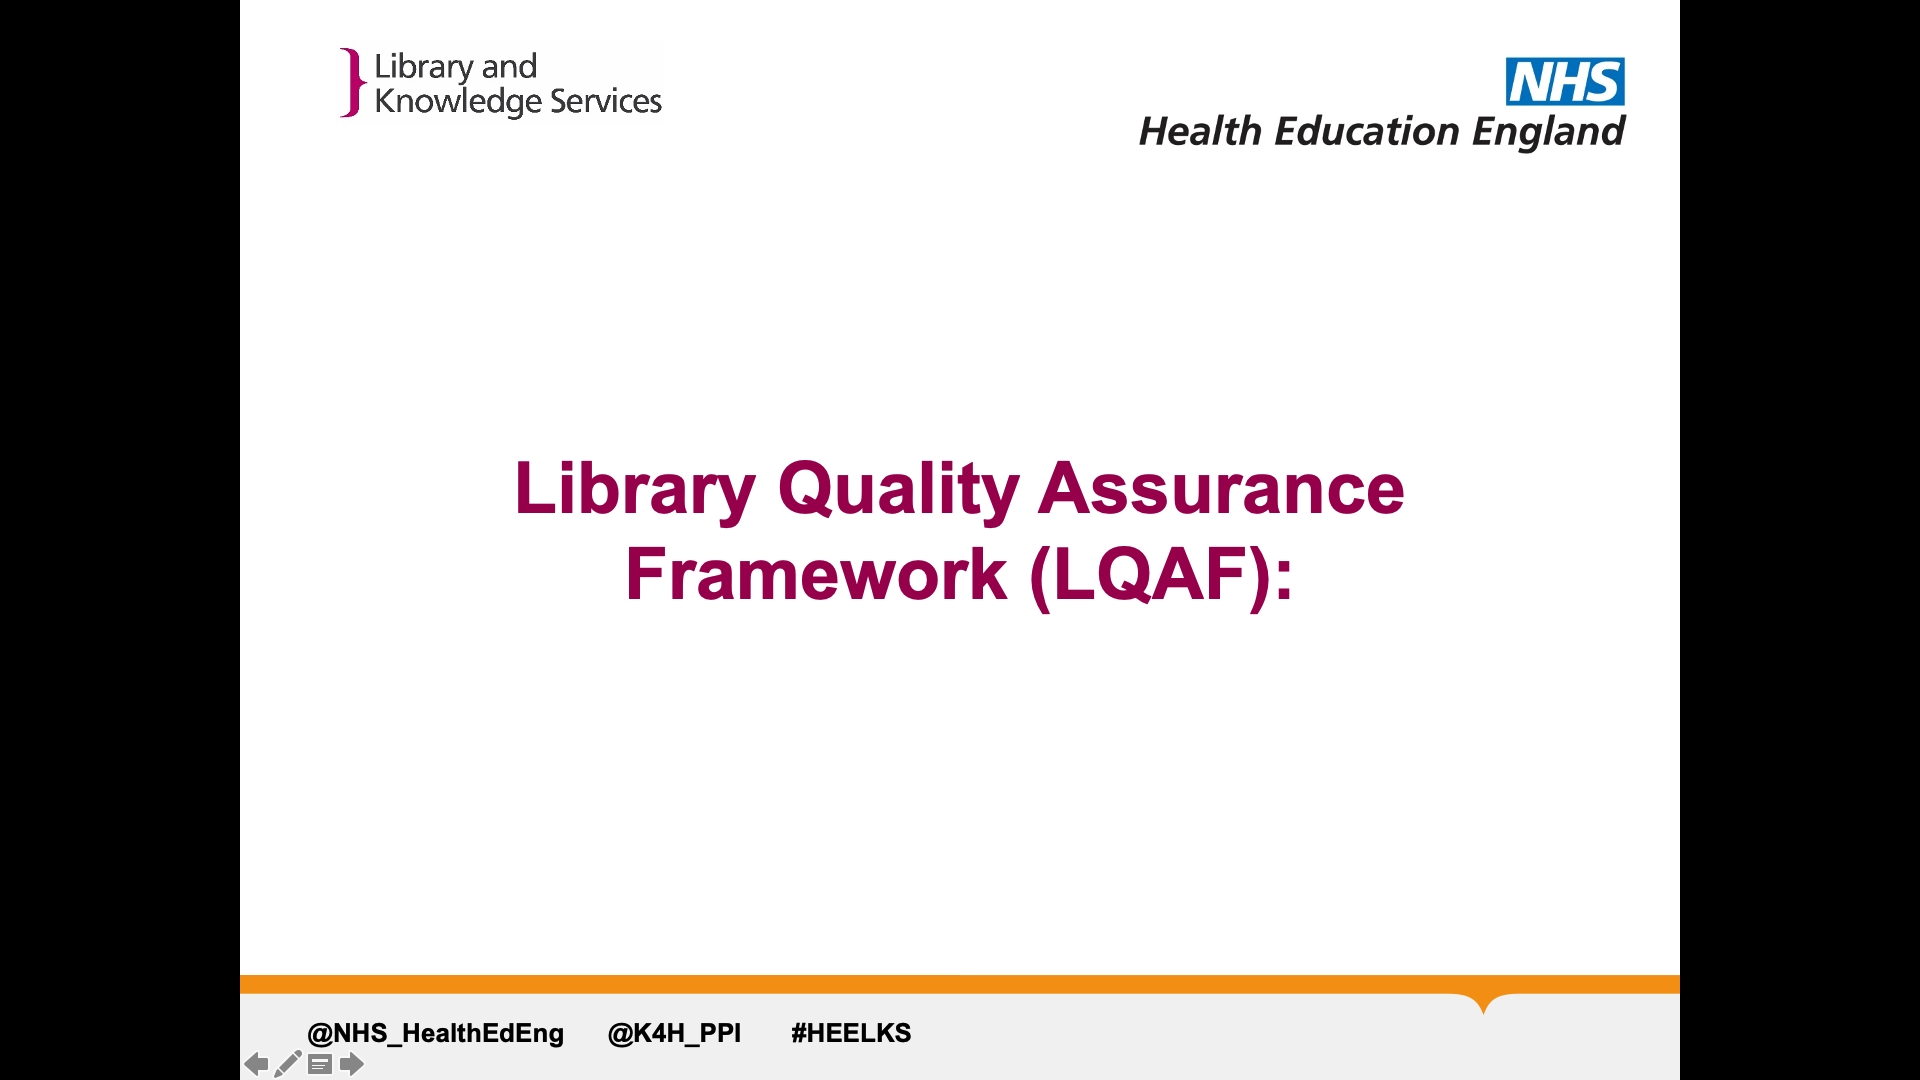 Library and
Knowledge Services
NHS
Health Education England
Library Quality Assurance
Framework (LQAF):
@NHS_HealthEdEng @K4H_PPI #HEELKS